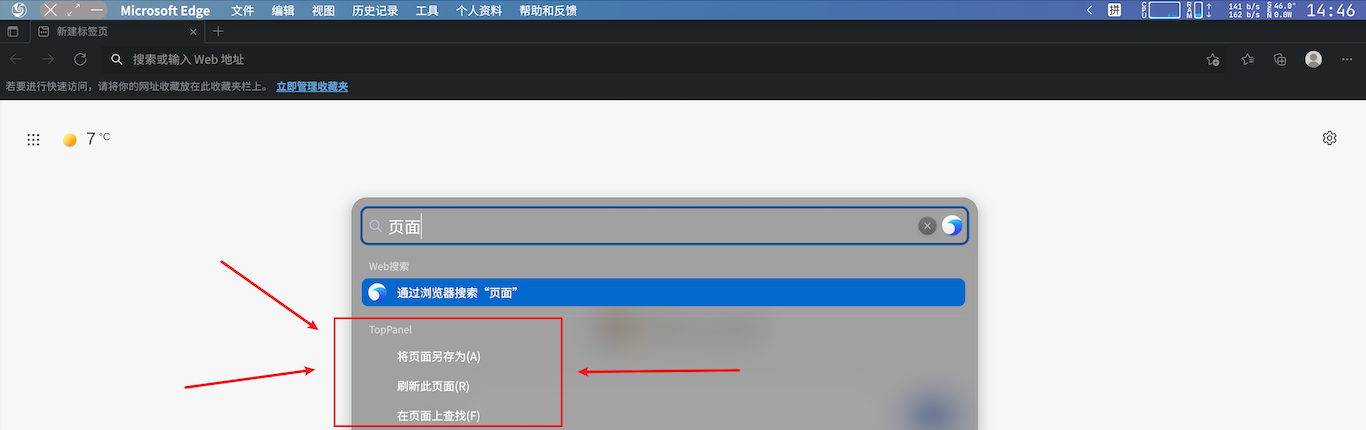 Microsoft Edge 文件 编辑 视图 历史记录 工具 个人资料 帮助和反馈 拼 CPU RAM ↑ ↓ 141 b/s 162 b/s SEN 46.0° 0.0W 14:46
新建标签页
搜索或输入 Web 地址
若要进行快速访问，请将你的网址收藏放在此收藏夹栏上。 立即管理收藏夹
7 °C
页面
Web搜索
通过浏览器搜索“页面”
TopPanel
将页面另存为(A)
刷新此页面(R)
在页面上查找(F)